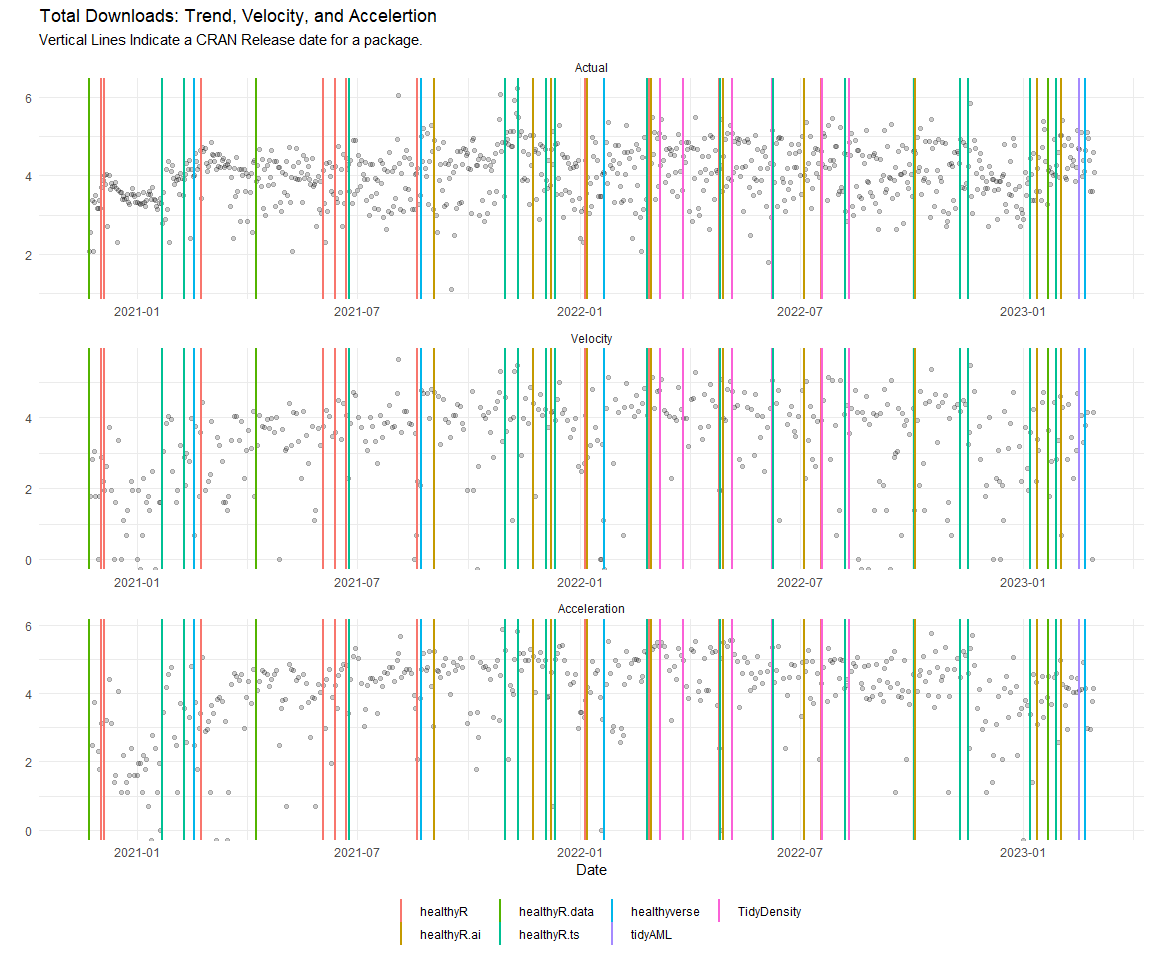 Total Downloads: Trend, Velocity, and Accelertion
Vertical Lines Indicate a CRAN Release date for a package.
Actual
6
4
2
2021-01 2021-07 2022-01 2022-07 2023-01
Velocity
4
2
0
2021-01 2021-07 2022-01 2022-07 2023-01
Acceleration
6
4
2
0
2021-01 2021-07 2022-01 2022-07 2023-01
Date
healthyR healthyR.data healthyverse TidyDensity
healthyR.ai healthyR.ts tidyAML